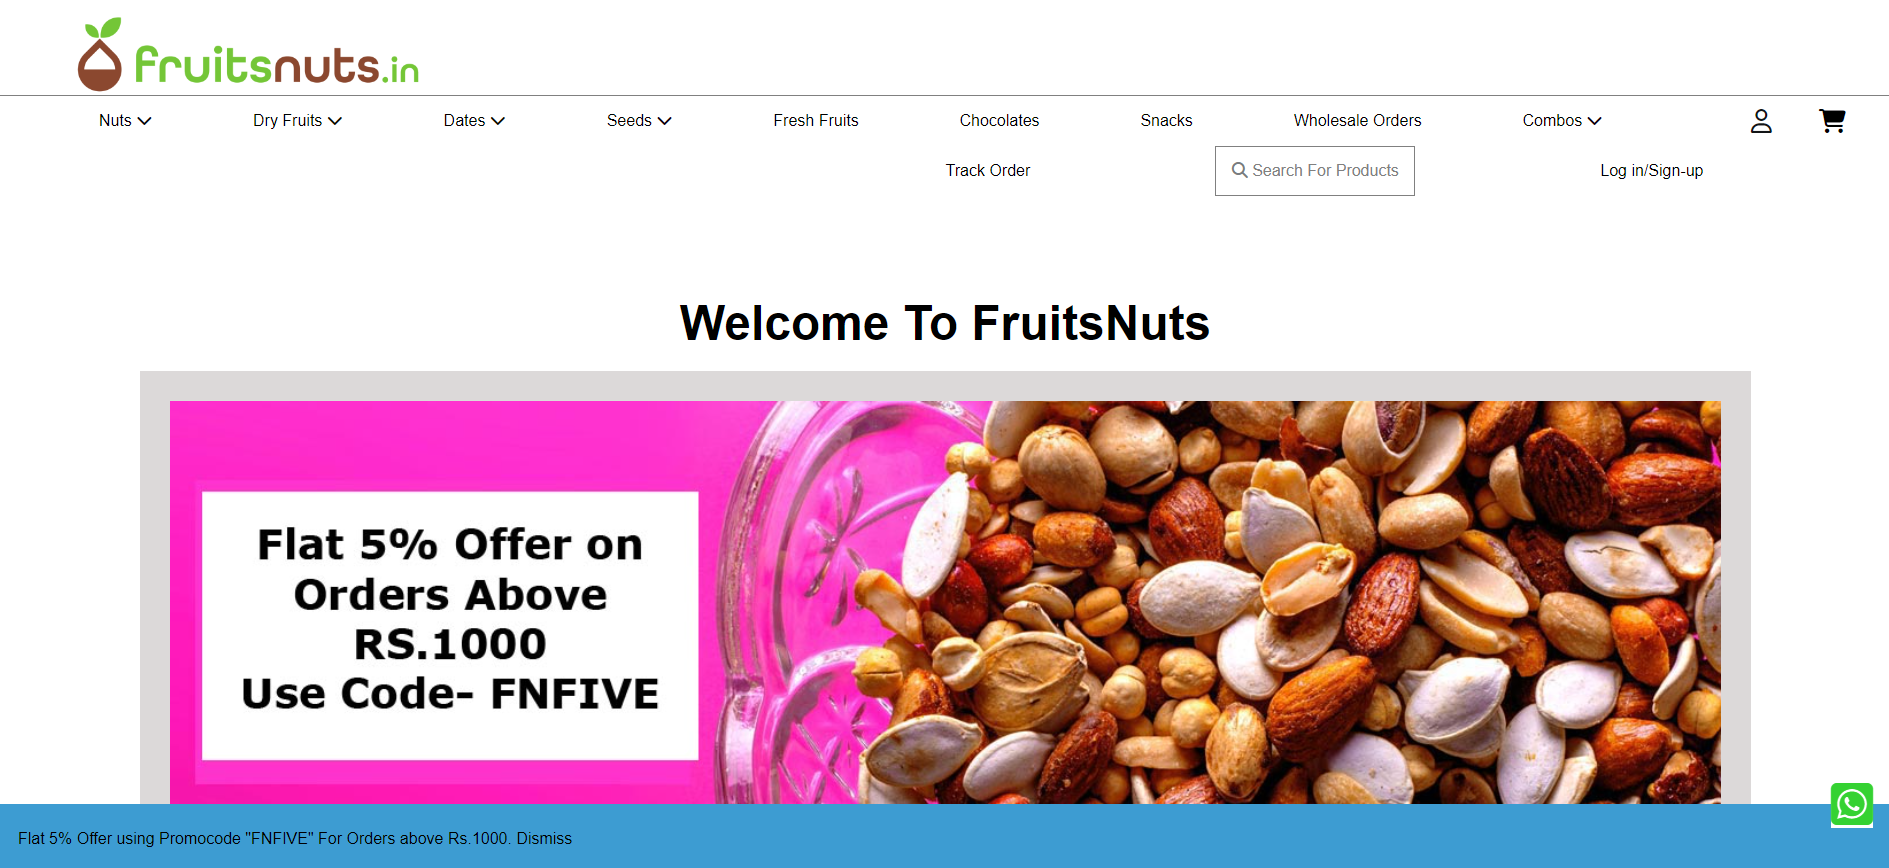 fruitsnuts.in
Nuts Dry Fruits Dates Seeds Fresh Fruits Chocolates Snacks Wholesale Orders Combos
Track Order Search For Products Log in/Sign-up
Welcome To FruitsNuts
Flat 5% Offer on
Orders Above
RS.1000
Use Code- FNFIVE
Flat 5% Offer using Promocode "FNFIVE" For Orders above Rs.1000. Dismiss